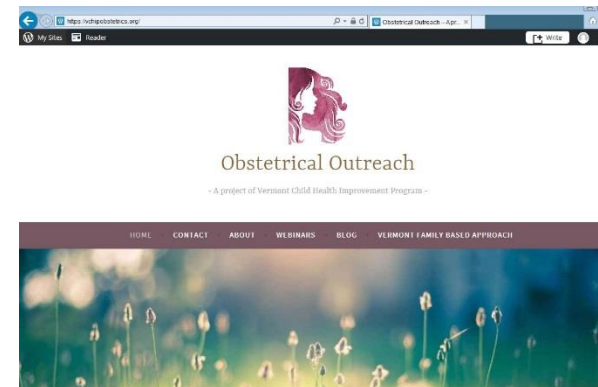 https://vchipobstetrics.org/
Obstetrical Outreach – Apr...
My Sites Reader Write
Obstetrical Outreach
- A project of Vermont Child Health Improvement Program -
HOME CONTACT ABOUT WEBINARS BLOG VERMONT FAMILY BASED APPROACH